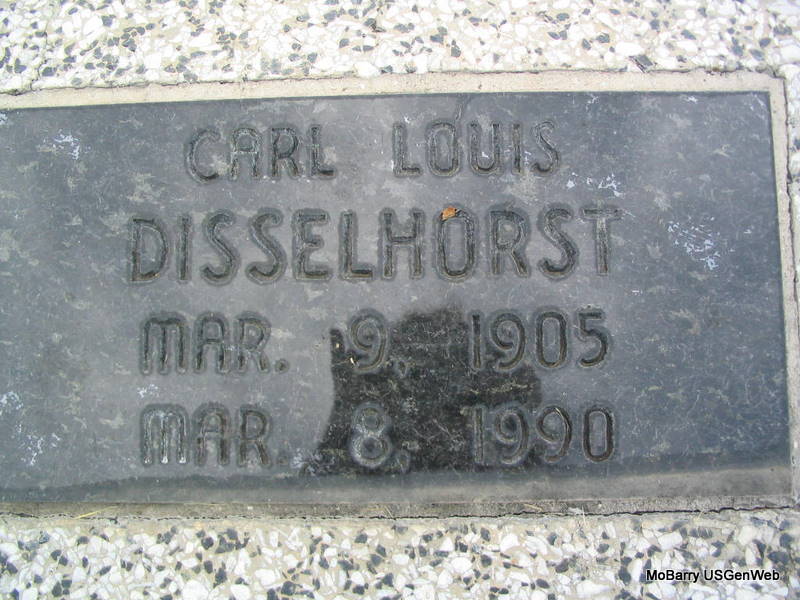 CARL LOUIS
DISSELHORST
MAR. 9, 1905
MAR. 8, 1990
MoBarry USGenWeb